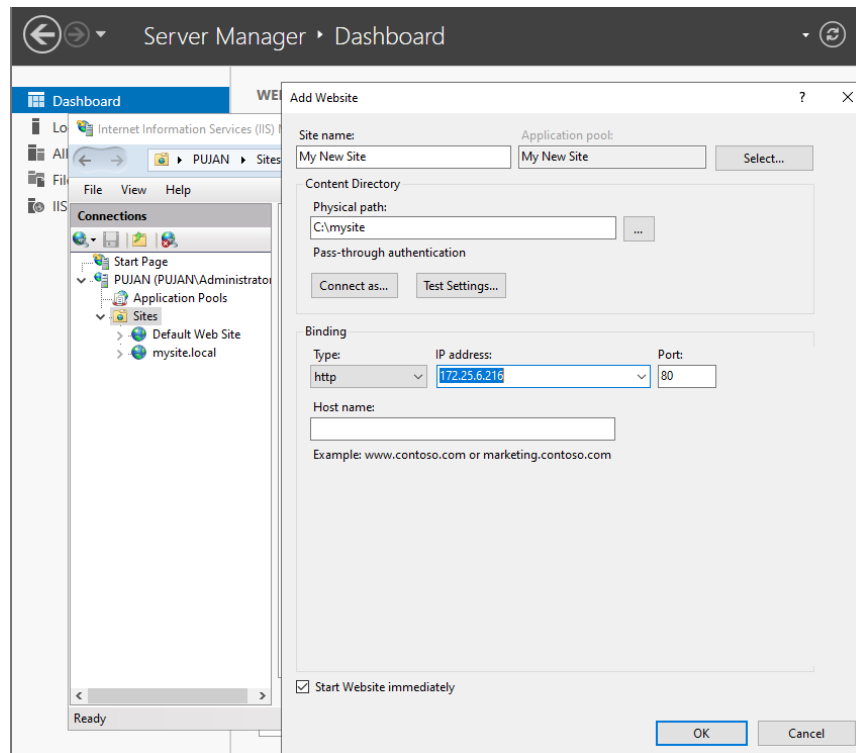 Server Manager ‣ Dashboard
Dashboard
WE
Add Website
?
Lo
Internet Information Services (IIS) M
All
PUJAN
Sites
Fil
File View Help
IIS
Connections
Start Page
PUJAN (PUJAN\Administrator
Application Pools
Sites
Default Web Site
mysite.local
Ready
Site name:
Application pool:
My New Site
My New Site
Select...
Content Directory
Physical path:
C:\mysite
...
Pass-through authentication
Connect as...
Test Settings...
Binding
Type:
IP address:
Port:
http
172.25.6.216
80
Host name:
Example: www.contoso.com or marketing.contoso.com
Start Website immediately
OK
Cancel